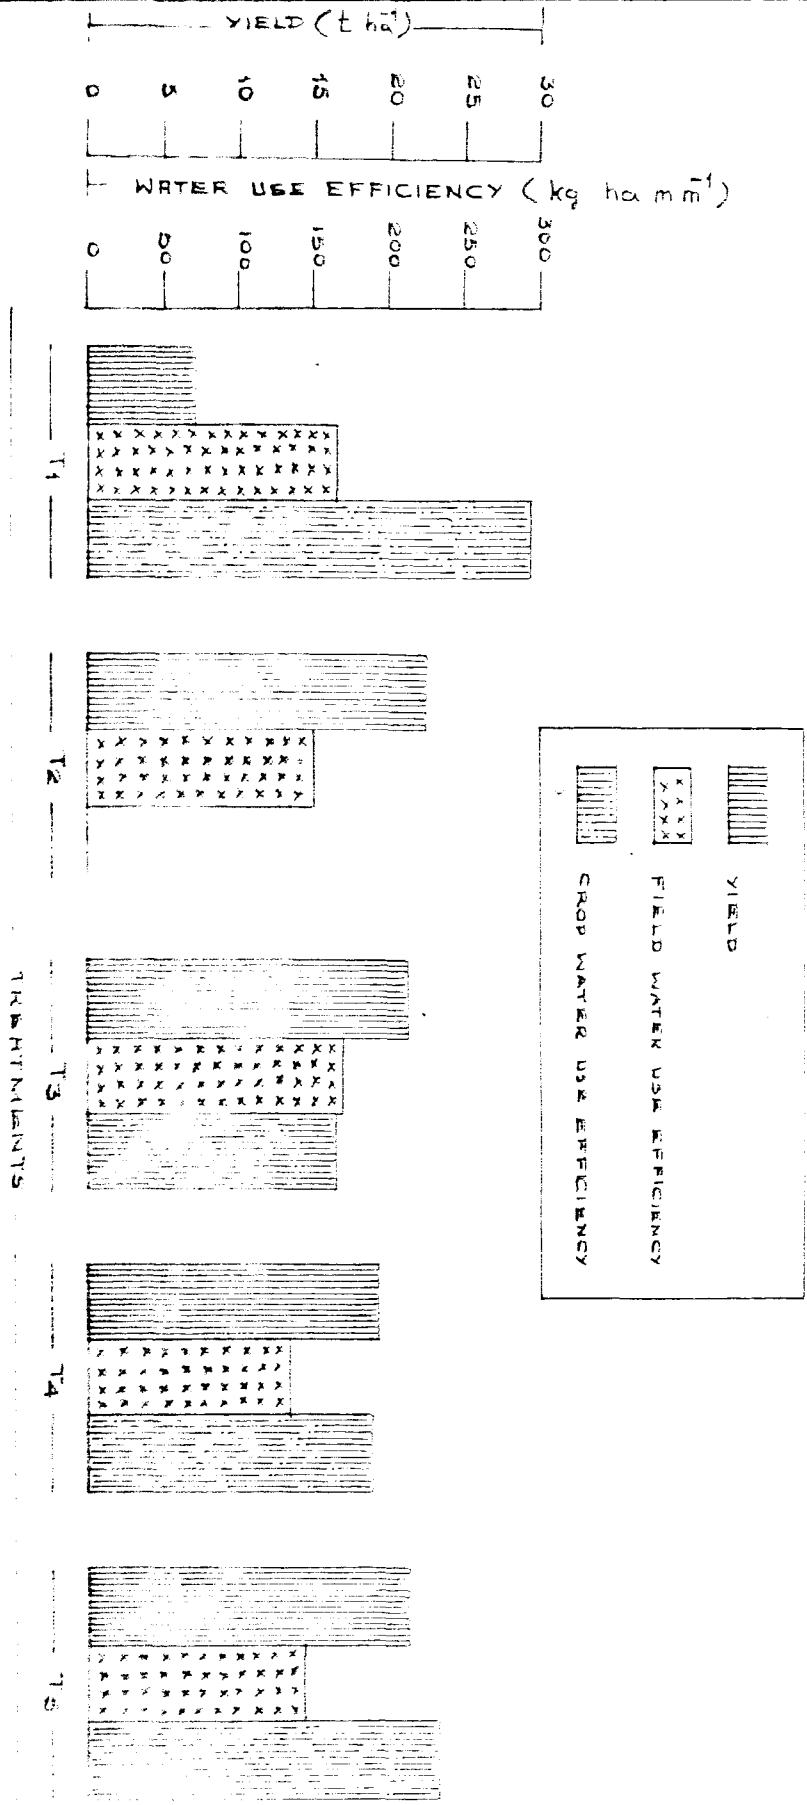 YIELD (t ha⁻¹)
0 5 10 15 20 25 30
WATER USE EFFICIENCY (kg ha mm⁻¹)
0 50 100 150 200 250 300
T1
T2
T3
T4
T5
TREATMENTS
YIELD
FIELD WATER USE EFFICIENCY
CROP WATER USE EFFICIENCY